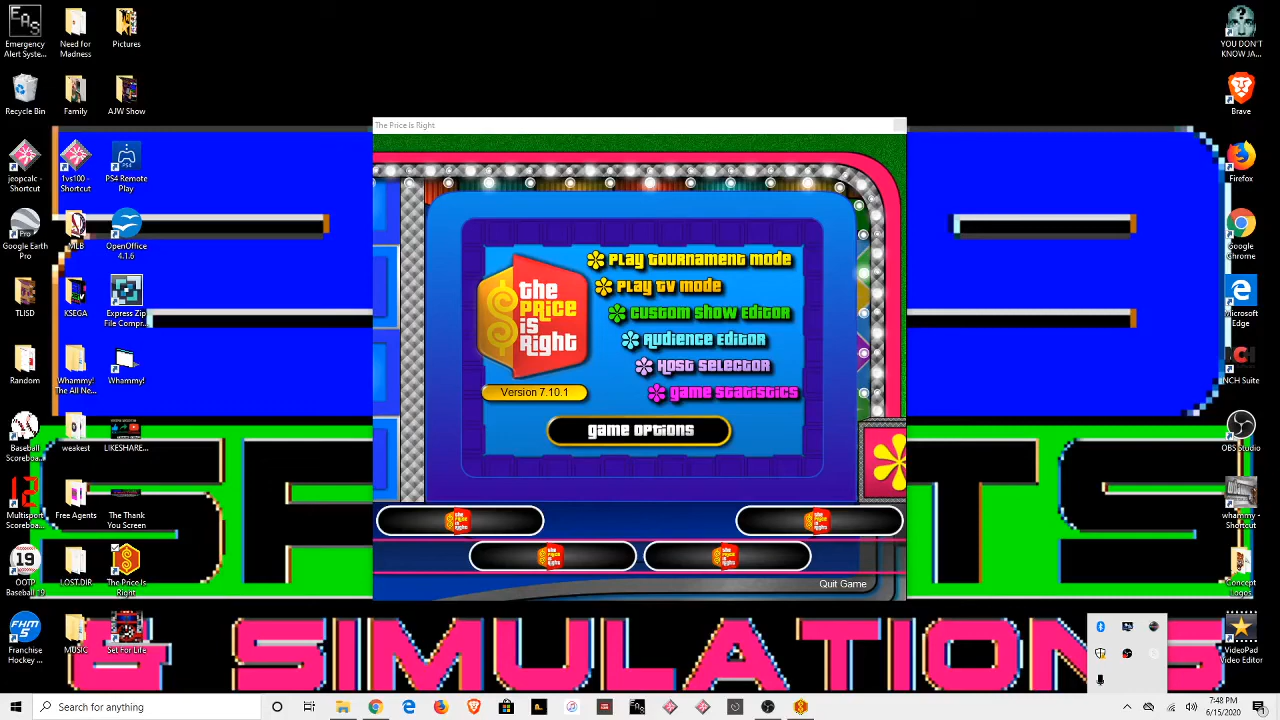 Emergency
Alert Syste...
Need for
Madness
Pictures
Recycle Bin
Family
AJW Show
jeopcalc -
Shortcut
1vs100 -
Shortcut
PS4 Remote
Play
Google Earth
Pro
MLB
OpenOffice
4.1.6
TLISD
KSEGA
Express Zip
File Compr...
Random
Whammy!
The All Ne...
Whammy!
Baseball
Scoreboa...
weakest
LIKESHARE...
Multisport
Scoreboa...
Free Agents
The Thank
You Screen
OOTP
Baseball 19
LOST.DIR
The Price Is
Right
Franchise
Hockey ...
MUSIC
Set For Life
The Price is Right
the
PRICE
is
Right
Version 7.10.1
Play tournament mode
Play tv mode
custom show editor
Audience Editor
Host selector
game statistics
game options
Quit Game
YOU DON'T
KNOW JA...
Brave
Firefox
Google
Chrome
Microsoft
Edge
NCH Suite
OBS Studio
whammy -
Shortcut
Concept
Logos
VideoPad
Video Editor
& SIMULATIONS
Search for anything
7:48 PM
6/15/2020